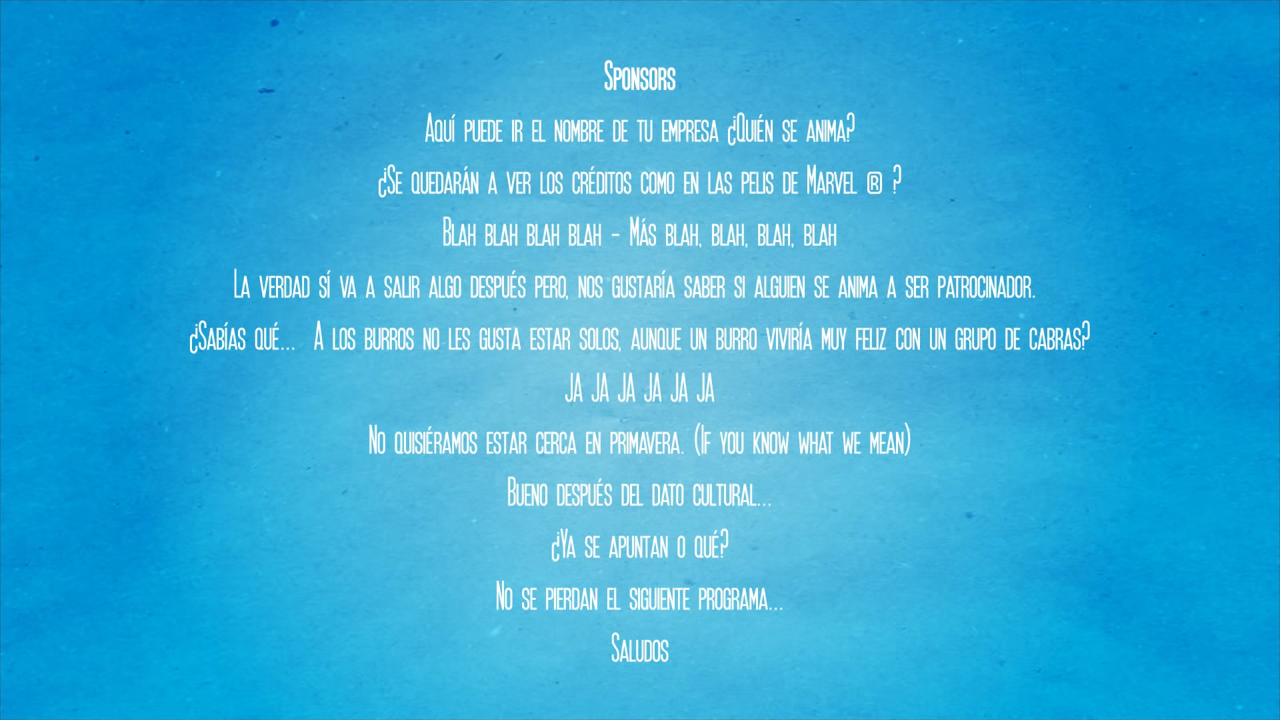 Sponsors
Aquí puede ir el nombre de tu empresa ¿Quién se anima?
¿Se quedarán a ver los créditos como en las pelis de Marvel ® ?
Blah blah blah blah - Más blah, blah, blah, blah
La verdad sí va a salir algo después pero, nos gustaría saber si alguien se anima a ser patrocinador.
¿Sabías qué... A los burros no les gusta estar solos, aunque un burro viviría muy feliz con un grupo de cabras?
JA JA JA JA JA JA
No quisiéramos estar cerca en primavera. (If you know what we mean)
Bueno después del dato cultural...
¿Ya se apuntan o qué?
No se pierdan el siguiente programa...
Saludos